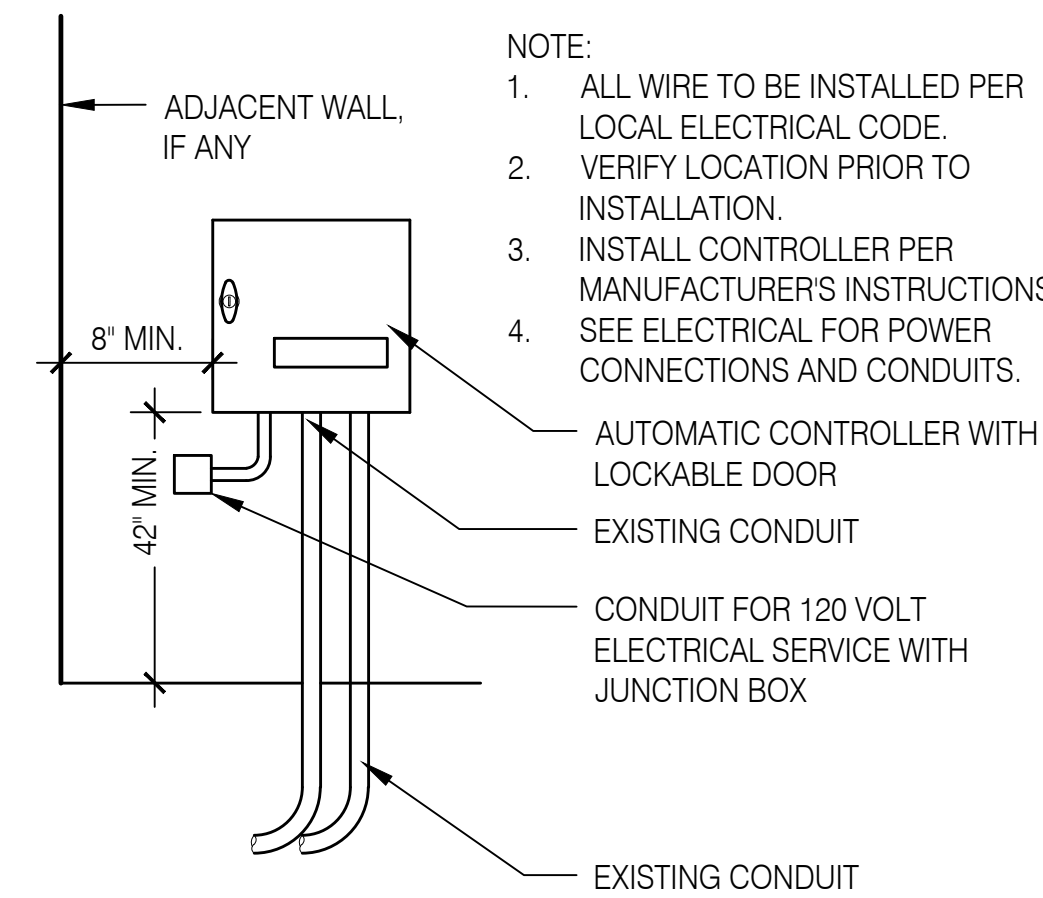 NOTE:
1. ALL WIRE TO BE INSTALLED PER
LOCAL ELECTRICAL CODE.
2. VERIFY LOCATION PRIOR TO
INSTALLATION.
3. INSTALL CONTROLLER PER
MANUFACTURER'S INSTRUCTIONS
4. SEE ELECTRICAL FOR POWER
CONNECTIONS AND CONDUITS.
ADJACENT WALL,
IF ANY
8" MIN.
42" MIN.
AUTOMATIC CONTROLLER WITH
LOCKABLE DOOR
EXISTING CONDUIT
CONDUIT FOR 120 VOLT
ELECTRICAL SERVICE WITH
JUNCTION BOX
EXISTING CONDUIT